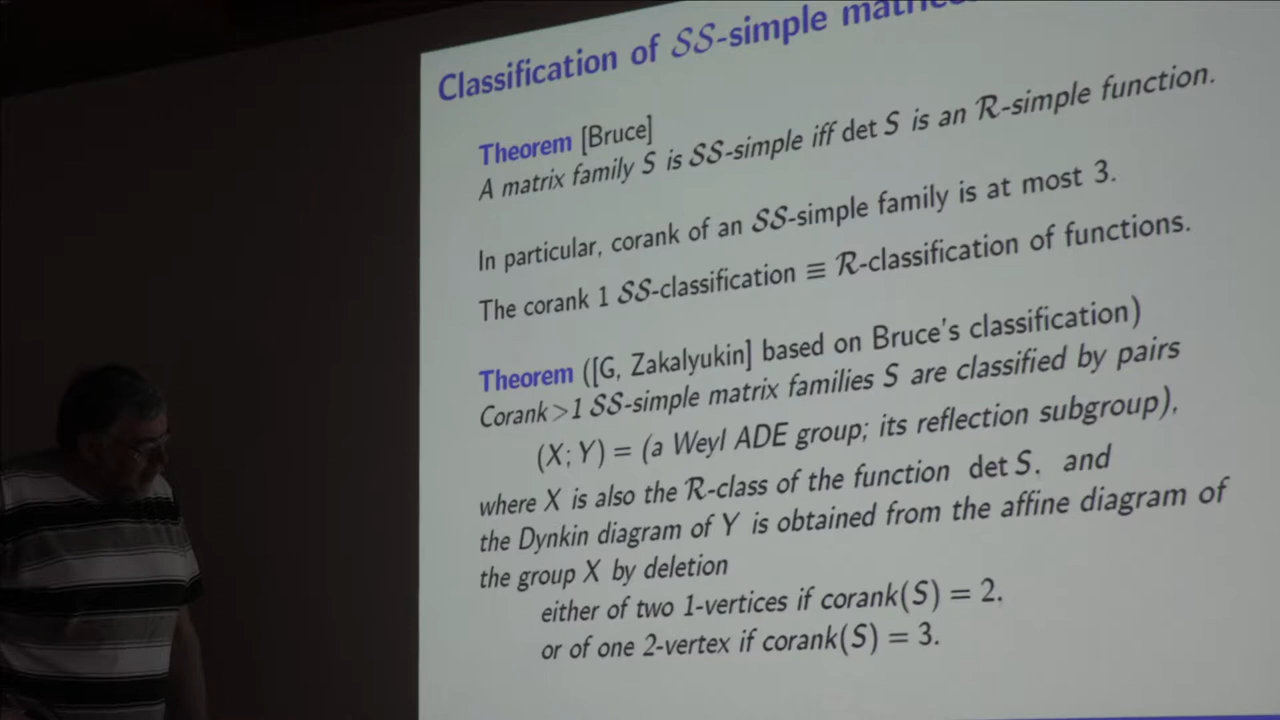 Classification of SS-simple matrices
Theorem [Bruce]
A matrix family S is SS-simple iff det S is an R-simple function.
In particular, corank of an SS-simple family is at most 3.
The corank 1 SS-classification ≡ R-classification of functions.
Theorem ([G, Zakalyukin] based on Bruce's classification)
Corank>1 SS-simple matrix families S are classified by pairs
(X; Y) = (a Weyl ADE group; its reflection subgroup),
where X is also the R-class of the function det S, and
the Dynkin diagram of Y is obtained from the affine diagram of
the group X by deletion
either of two 1-vertices if corank(S) = 2,
or of one 2-vertex if corank(S) = 3.